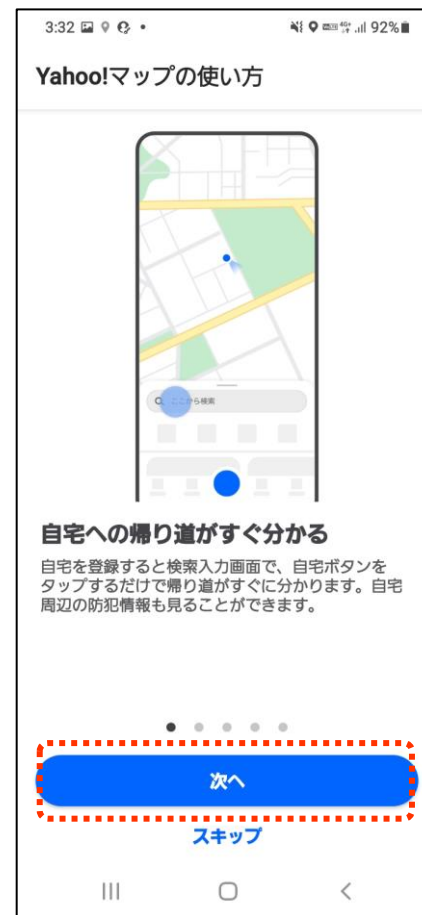 3:32 92%
Yahoo!マップの使い方
ここから検索
自宅への帰り道がすぐ分かる
自宅を登録すると検索入力画面で、自宅ボタンを
タップするだけで帰り道がすぐに分かります。自宅
周辺の防犯情報も見ることができます。
次へ
スキップ